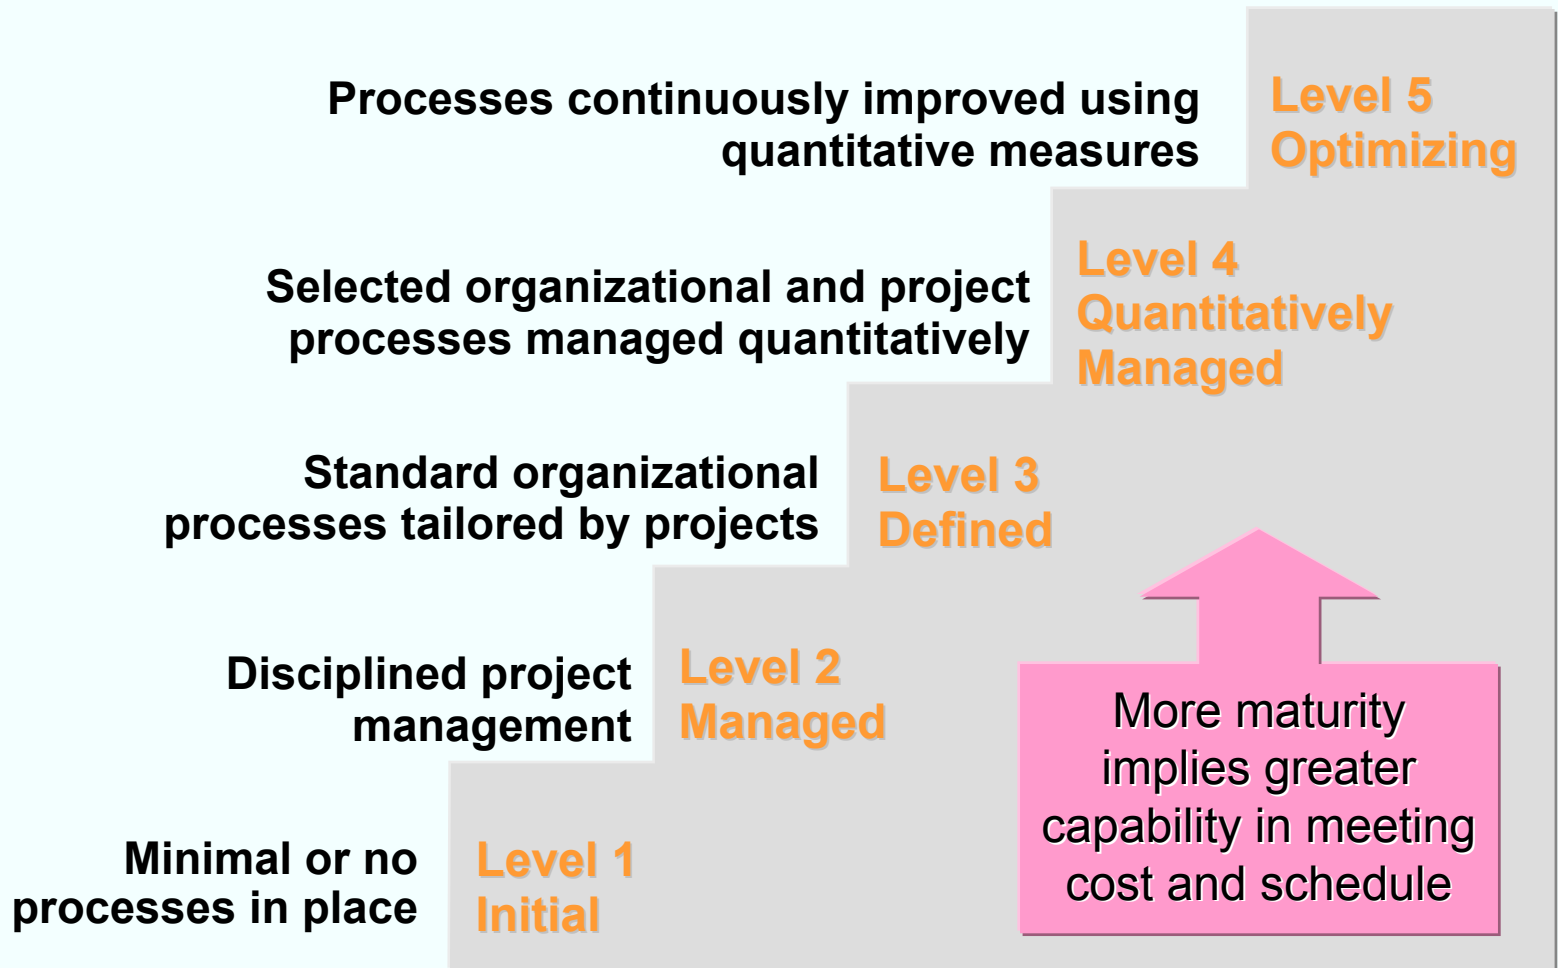 Processes continuously improved using
quantitative measures
Level 5
Optimizing
Selected organizational and project
processes managed quantitatively
Level 4
Quantitatively
Managed
Standard organizational
processes tailored by projects
Level 3
Defined
Disciplined project
management
Level 2
Managed
Minimal or no
processes in place
Level 1
Initial
More maturity
implies greater
capability in meeting
cost and schedule